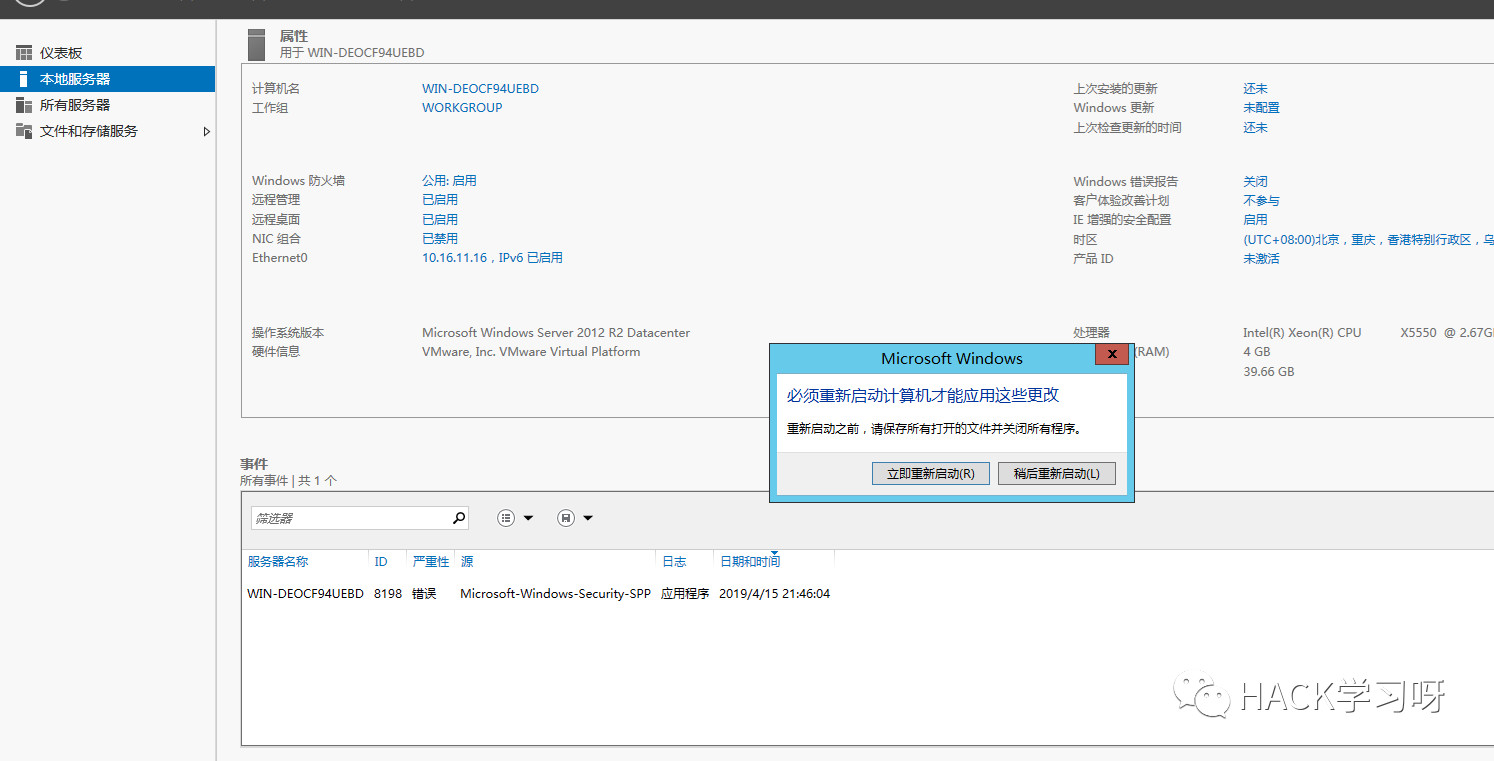 仪表板
本地服务器
所有服务器
文件和存储服务
属性
用于 WIN-DEOCF94UEBD
计算机名 WIN-DEOCF94UEBD 上次安装的更新 还未
工作组 WORKGROUP Windows 更新 未配置
上次检查更新的时间 还未
Windows 防火墙 公用: 启用 Windows 错误报告 关闭
远程管理 已启用 客户体验改善计划 不参与
远程桌面 已启用 IE 增强的安全配置 启用
NIC 组合 已禁用 时区 (UTC+08:00)北京，重庆，香港特别行政区，乌
Ethernet0 10.16.11.16，IPv6 已启用 产品 ID 未激活
操作系统版本 Microsoft Windows Server 2012 R2 Datacenter 处理器 Intel(R) Xeon(R) CPU X5550 @ 2.67G
硬件信息 VMware, Inc. VMware Virtual Platform (RAM) 4 GB
39.66 GB
Microsoft Windows
必须重新启动计算机才能应用这些更改
重新启动之前，请保存所有打开的文件并关闭所有程序。
立即重新启动(R) 稍后重新启动(L)
事件
所有事件 | 共 1 个
筛选器
服务器名称 ID 严重性 源 日志 日期和时间
WIN-DEOCF94UEBD 8198 错误 Microsoft-Windows-Security-SPP 应用程序 2019/4/15 21:46:04
HACK学习呀